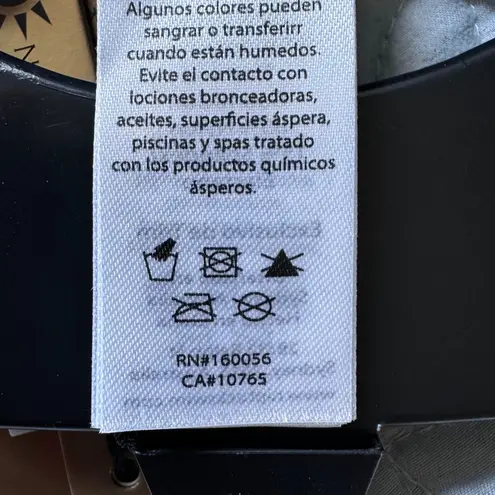 Algunos colores pueden
sangrar o transferirr
cuando están humedos.
Evite el contacto con
lociones bronceadoras,
aceites, superficies áspera,
piscinas y spas tratado
con los productos químicos
ásperos.
RN#160056
CA#10765